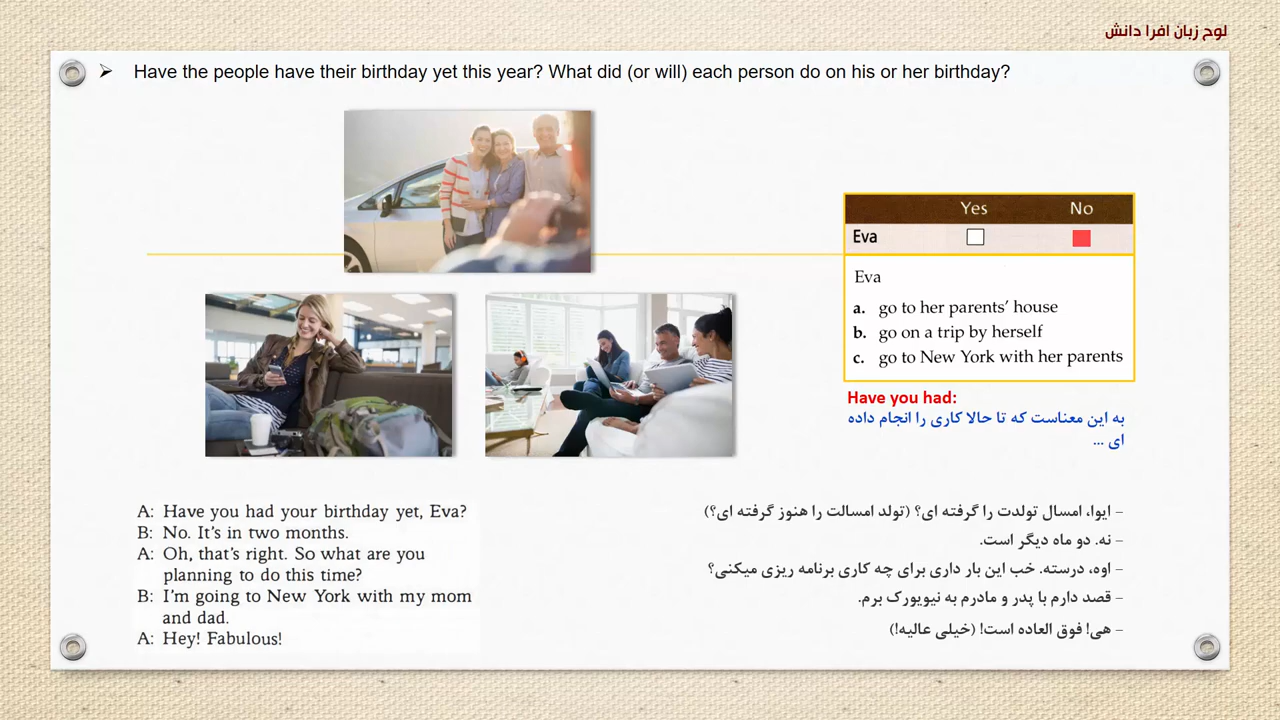 لوح زبان افرا دانش
➢ Have the people have their birthday yet this year? What did (or will) each person do on his or her birthday?
Yes No
Eva
Eva
a. go to her parents' house
b. go on a trip by herself
c. go to New York with her parents
Have you had:
به این معناست که تا حالا کاری را انجام داده
ای ...
A: Have you had your birthday yet, Eva?
B: No. It's in two months.
A: Oh, that's right. So what are you
planning to do this time?
B: I'm going to New York with my mom
and dad.
A: Hey! Fabulous!
– ایوا، امسال تولدت را گرفته ای؟ (تولد امسالت را هنوز گرفته ای؟)
– نه. دو ماه دیگر است.
– اوه، درسته. خب این بار داری برای چه کاری برنامه ریزی میکنی؟
– قصد دارم با پدر و مادرم به نیویورک برم.
– هی! فوق العاده است! (خیلی عالیه!)